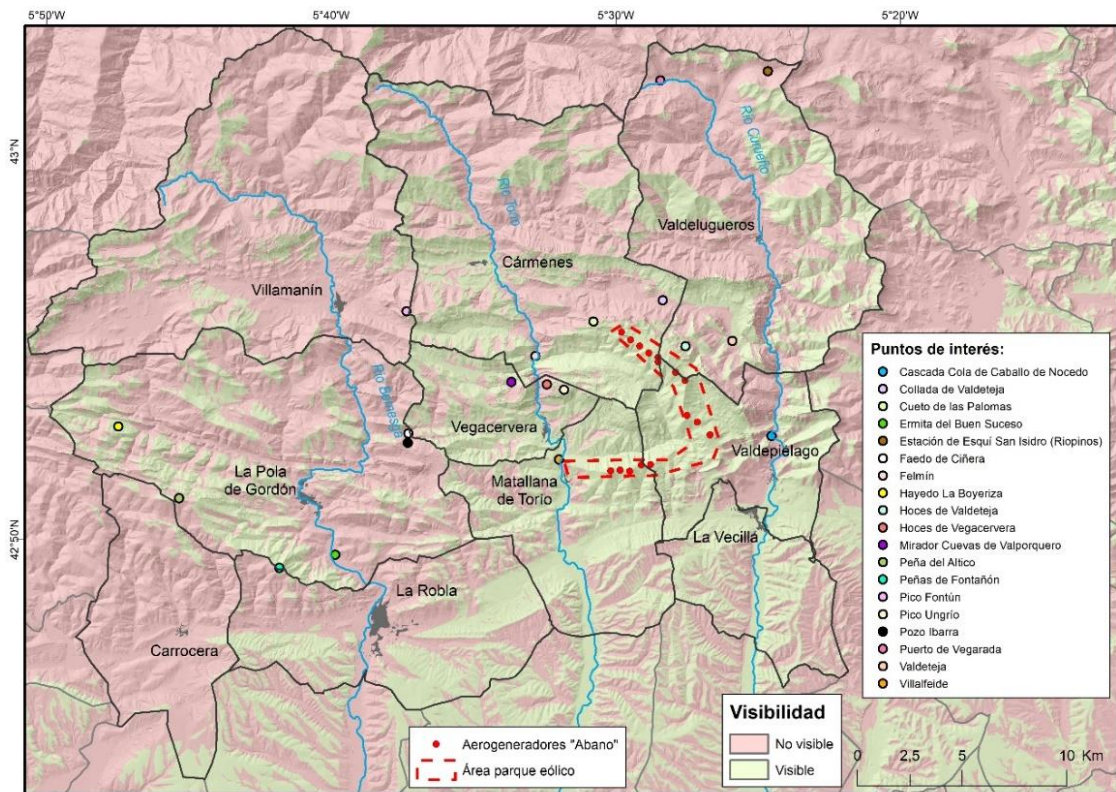 5°50'W
5°40'W
5°30'W
5°20'W
43°N
42°50'N
Río Torío
Río Curueño
Río Bernesga
Valdelugueros
Cármenes
Villamanín
Vegacervera
La Pola
de Gordón
Matallana
de Torío
Valdepiélago
La Vecilla
La Robla
Carrocera
Puntos de interés:
Cascada Cola de Caballo de Nocedo
Collada de Valdeteja
Cueto de las Palomas
Ermita del Buen Suceso
Estación de Esquí San Isidro (Riopinos)
Faedo de Ciñera
Felmín
Hayedo La Boyeriza
Hoces de Valdeteja
Hoces de Vegacervera
Mirador Cuevas de Valporquero
Peña del Altico
Peñas de Fontañón
Pico Fontún
Pico Ungrío
Pozo Ibarra
Puerto de Vegarada
Valdeteja
Villalfeide
Aerogeneradores "Abano"
Área parque eólico
Visibilidad
No visible
Visible
0 2,5 5 10 Km